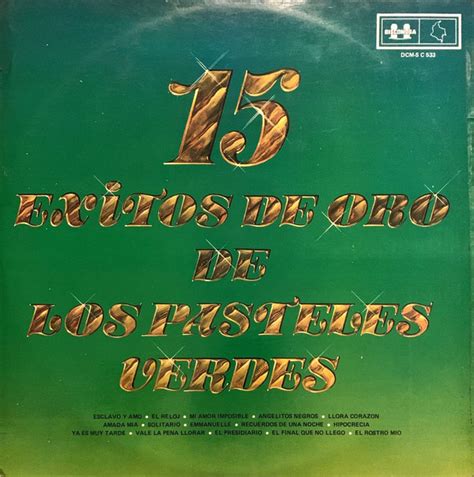 DCM-S C 533
15
EXITOS DE ORO
DE
LOS PASTELES
VERDES
ESCLAVO Y AMO • EL RELOJ • MI AMOR IMPOSIBLE • ANGELITOS NEGROS • LLORA CORAZON
AMADA MIA • SOLITARIO • EMMANUELLE • RECUERDOS DE UNA NOCHE • HIPOCRECIA
YA ES MUY TARDE • VALE LA PENA LLORAR • EL PRESIDIARIO • EL FINAL QUE NO LLEGO • EL ROSTRO MIO